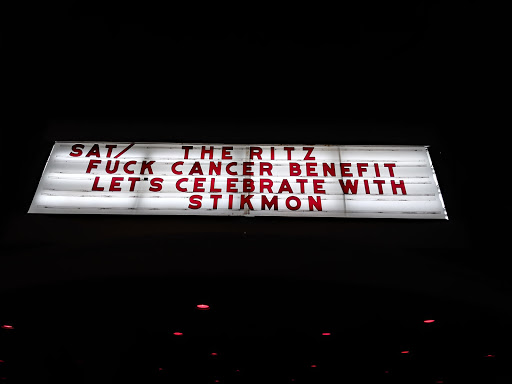 SAT/ THE RITZ
FUCK CANCER BENEFIT
LET'S CELEBRATE WITH
STIKMON